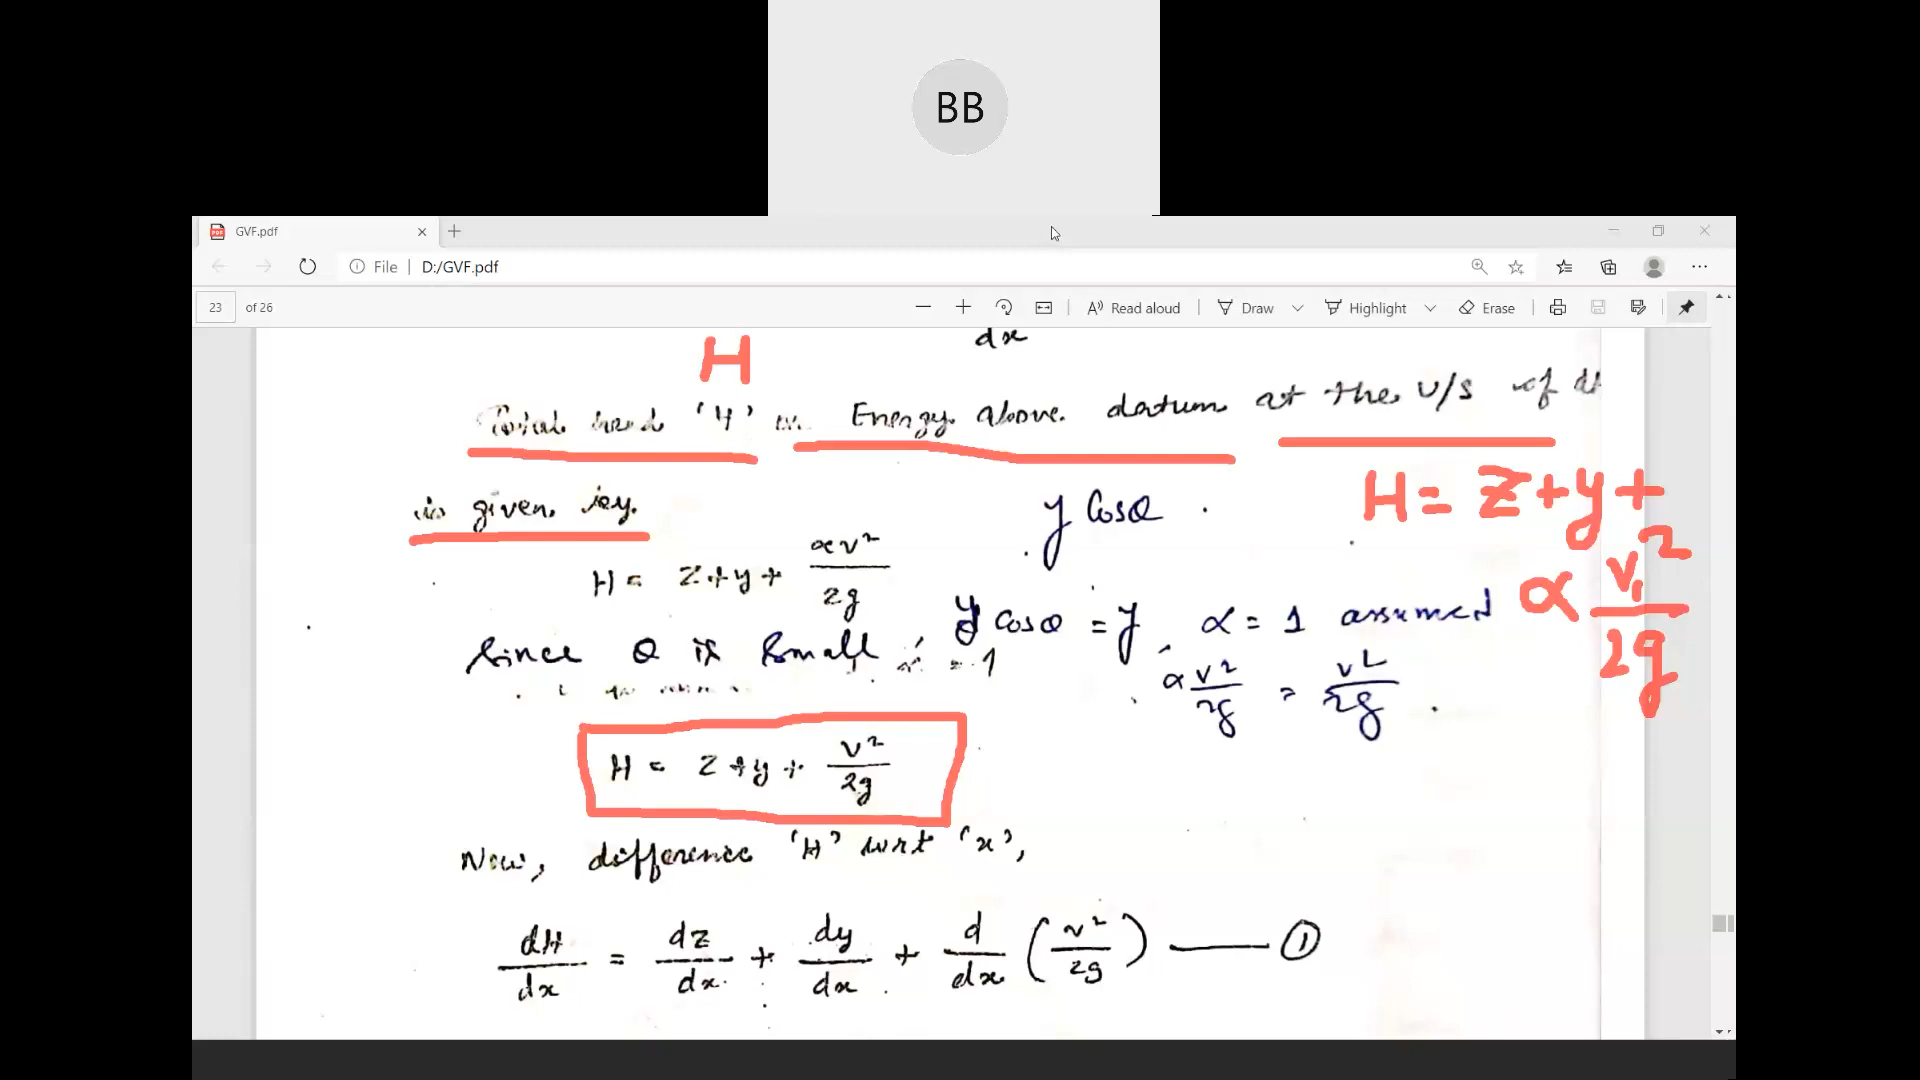 BB
GVF.pdf
File | D:/GVF.pdf
23 of 26
Read aloud Draw Highlight Erase
dx
H
Total head 'H' Energy above datum at the U/S of
is given by.
y Cosθ
H = Z+y+
α V₁²/2g
H = Z+y+ αv²/2g
Since θ is small y cosθ = y α = 1 assumed
= 1
α v²/2g = v²/2g
H = Z+y+ v²/2g
Now, difference 'H' wrt 'x',
dH/dx = dz/dx + dy/dx + d/dx (v²/2g) — ①